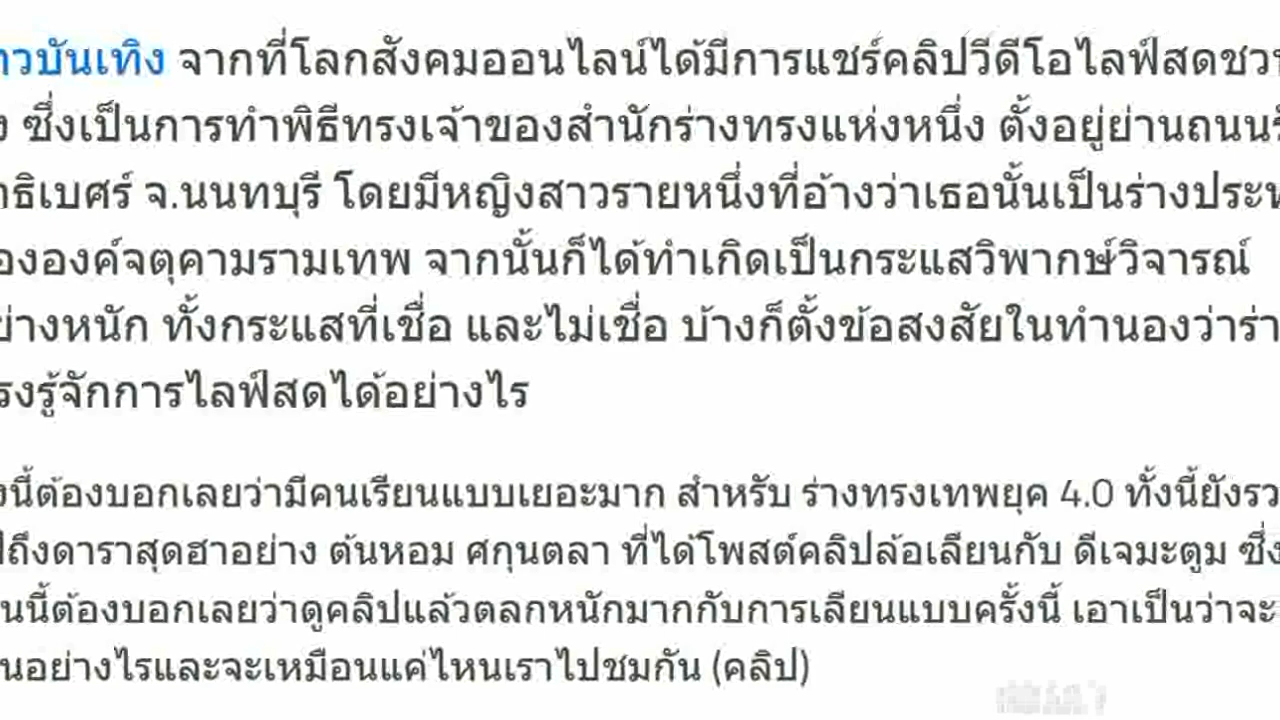 าวบันเทิง จากที่โลกสังคมออนไลน์ได้มีการแชร์คลิปวีดีโอไลฟ์สดชวน
ง ซึ่งเป็นการทำพิธีทรงเจ้าของสำนักร่างทรงแห่งหนึ่ง ตั้งอยู่ย่านถนนรั
าธิเบศร์ จ.นนทบุรี โดยมีหญิงสาวรายหนึ่งที่อ้างว่าเธอนั้นเป็นร่างประท
ององค์จตุคามรามเทพ จากนั้นก็ได้ทำเกิดเป็นกระแสวิพากษ์วิจารณ์
ย่างหนัก ทั้งกระแสที่เชื่อ และไม่เชื่อ บ้างก็ตั้งข้อสงสัยในทำนองว่าร่า
รงรู้จักการไลฟ์สดได้อย่างไร
งนี้ต้องบอกเลยว่ามีคนเรียนแบบเยอะมาก สำหรับ ร่างทรงเทพยุค 4.0 ทั้งนี้ยังรว
ถึงดาราสุดฮาอย่าง ต้นหอม ศกุนตลา ที่ได้โพสต์คลิปล้อเลียนกับ ดีเจมะตูม ซึ่ง
นนี้ต้องบอกเลยว่าดูคลิปแล้วตลกหนักมากกับการเลียนแบบครั้งนี้ เอาเป็นว่าจะ
นอย่างไรและจะเหมือนแค่ไหนเราไปชมกัน (คลิป)